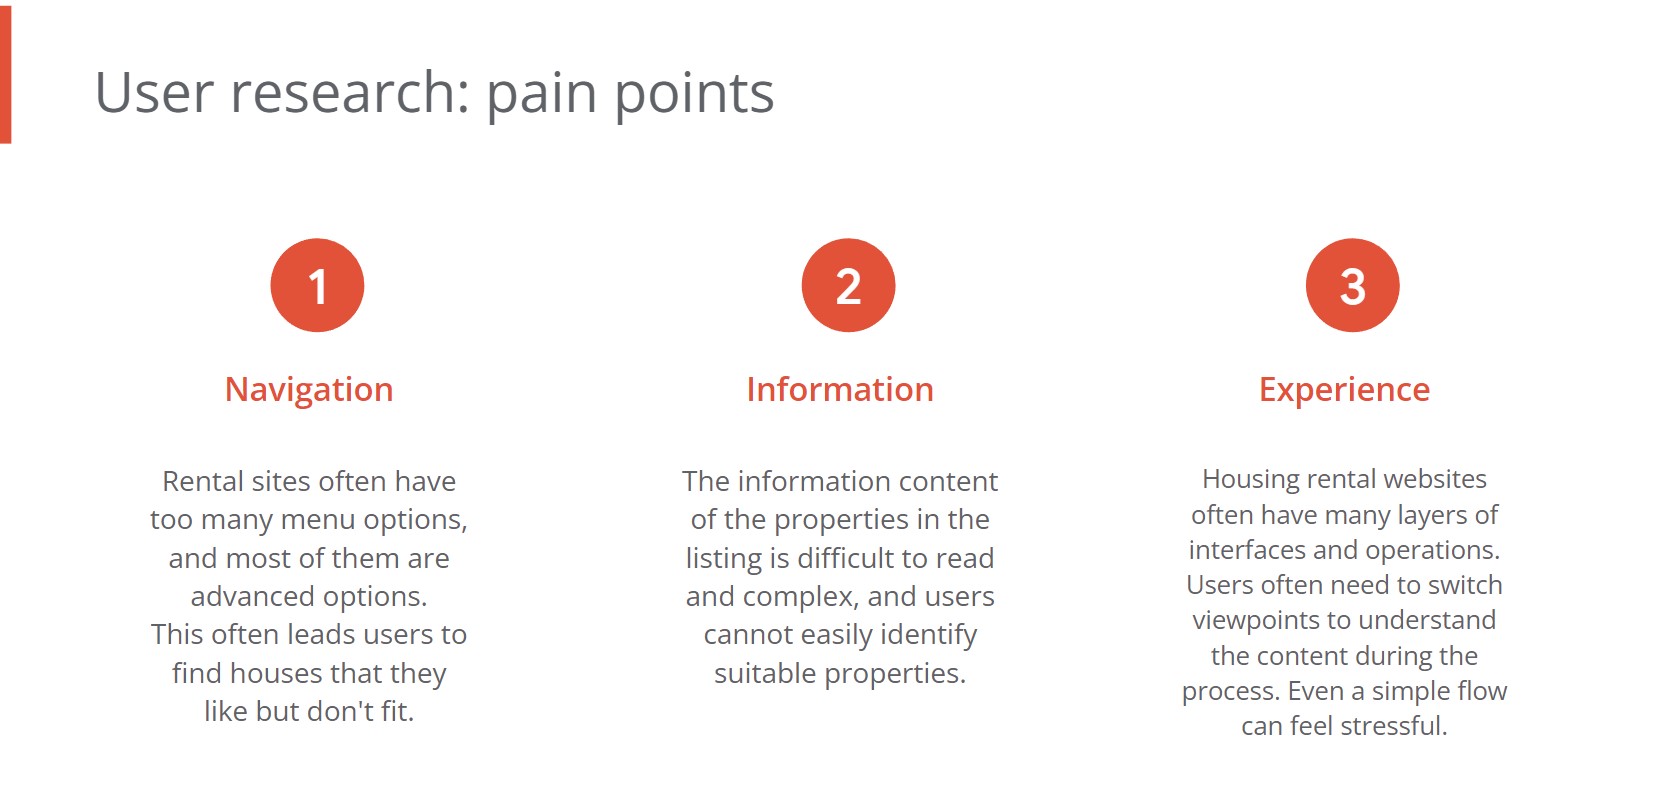 User research: pain points
1
Navigation
Rental sites often have
too many menu options,
and most of them are
advanced options.
This often leads users to
find houses that they
like but don't fit.
2
Information
The information content
of the properties in the
listing is difficult to read
and complex, and users
cannot easily identify
suitable properties.
3
Experience
Housing rental websites
often have many layers of
interfaces and operations.
Users often need to switch
viewpoints to understand
the content during the
process. Even a simple flow
can feel stressful.